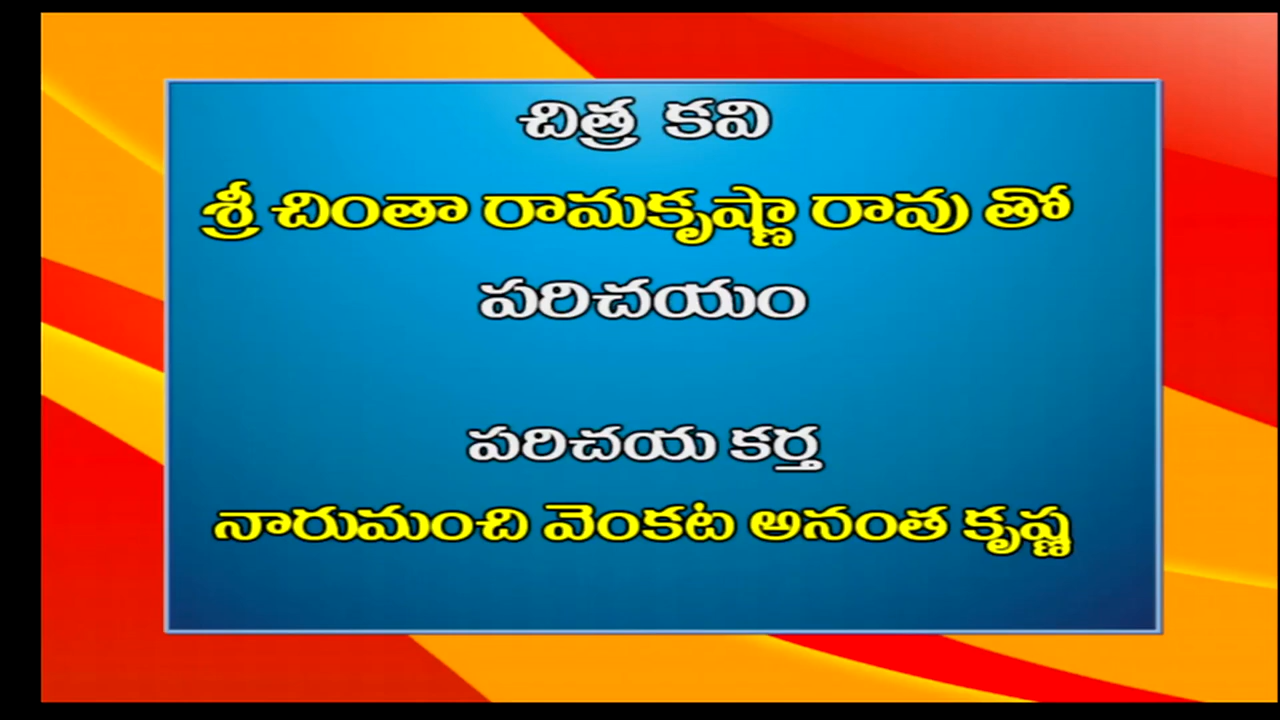 చిత్ర కవి
శ్రీ చింతా రామకృష్ణా రావు తో
పరిచయం
పరిచయ కర్త
నారుమంచి వెంకట అనంత కృష్ణ